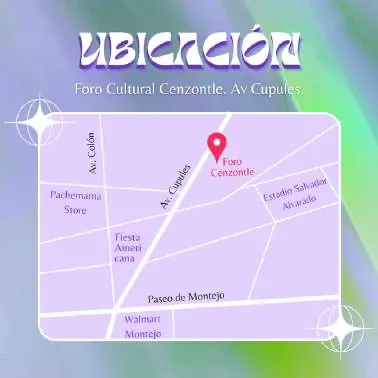 UBICACIÓN
Foro Cultural Cenzontle. Av Cupules.
Av. Colón
Av. Cupules
Foro
Cenzontle
Pachemama
Store
Estadio Salvador
Alvarado
Fiesta
Ameri
cana
Paseo de Montejo
Walmart
Montejo